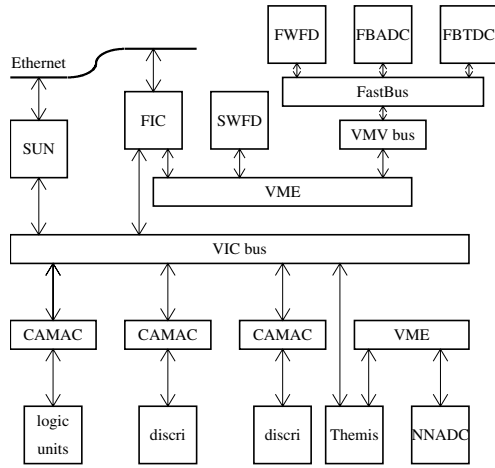 FWFD FBADC FBTDC
Ethernet
FastBus
FIC SWFD
VMV bus
SUN
VME
VIC bus
CAMAC CAMAC CAMAC VME
logic
units
discri discri Themis NNADC